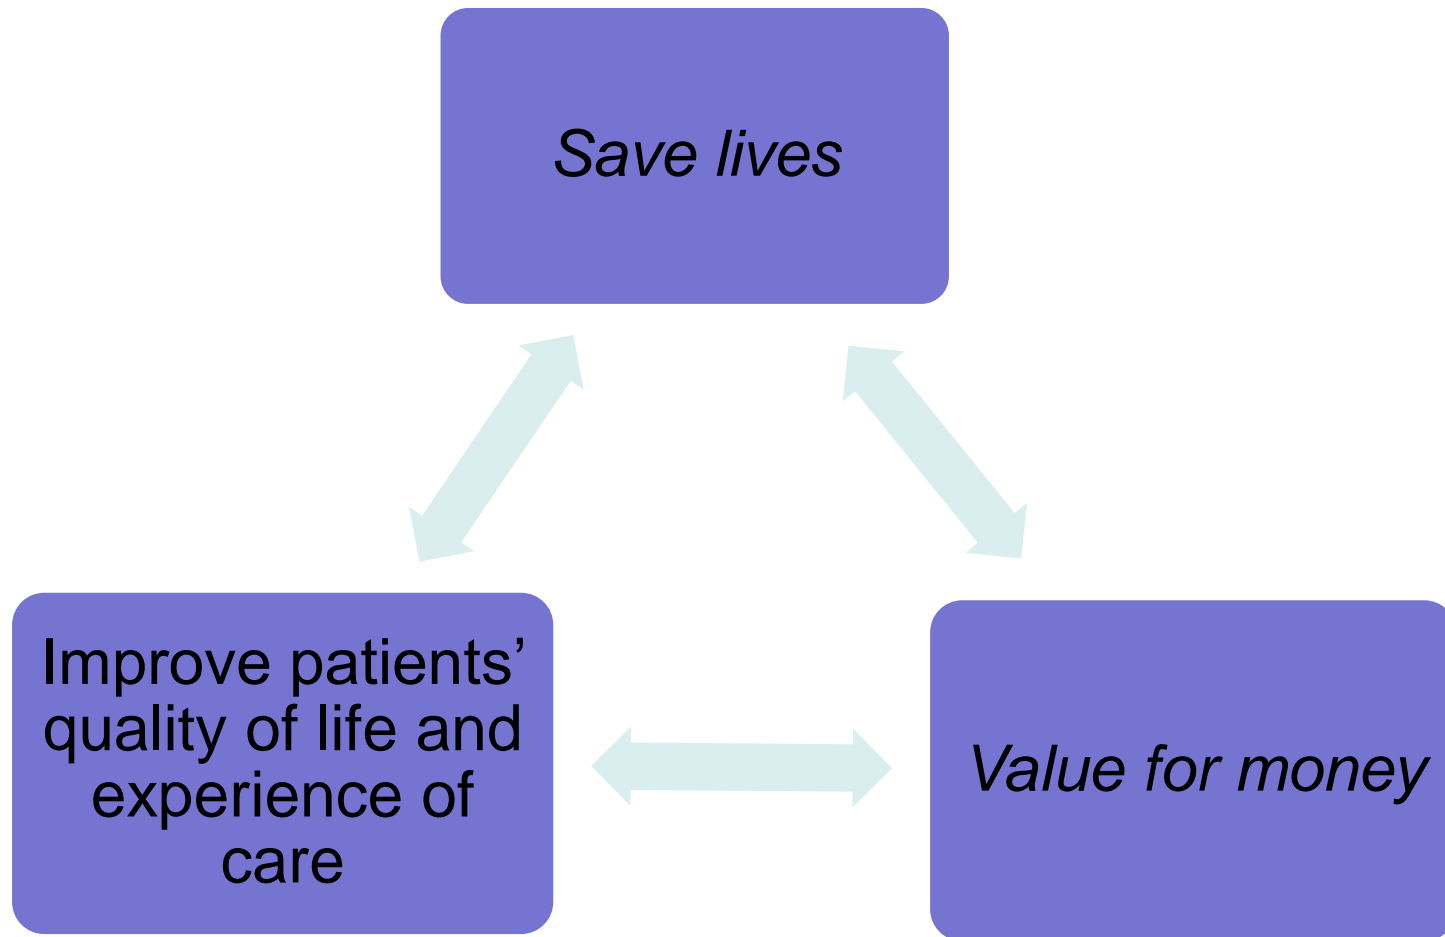 Save lives
Improve patients’
quality of life and
experience of
care
Value for money